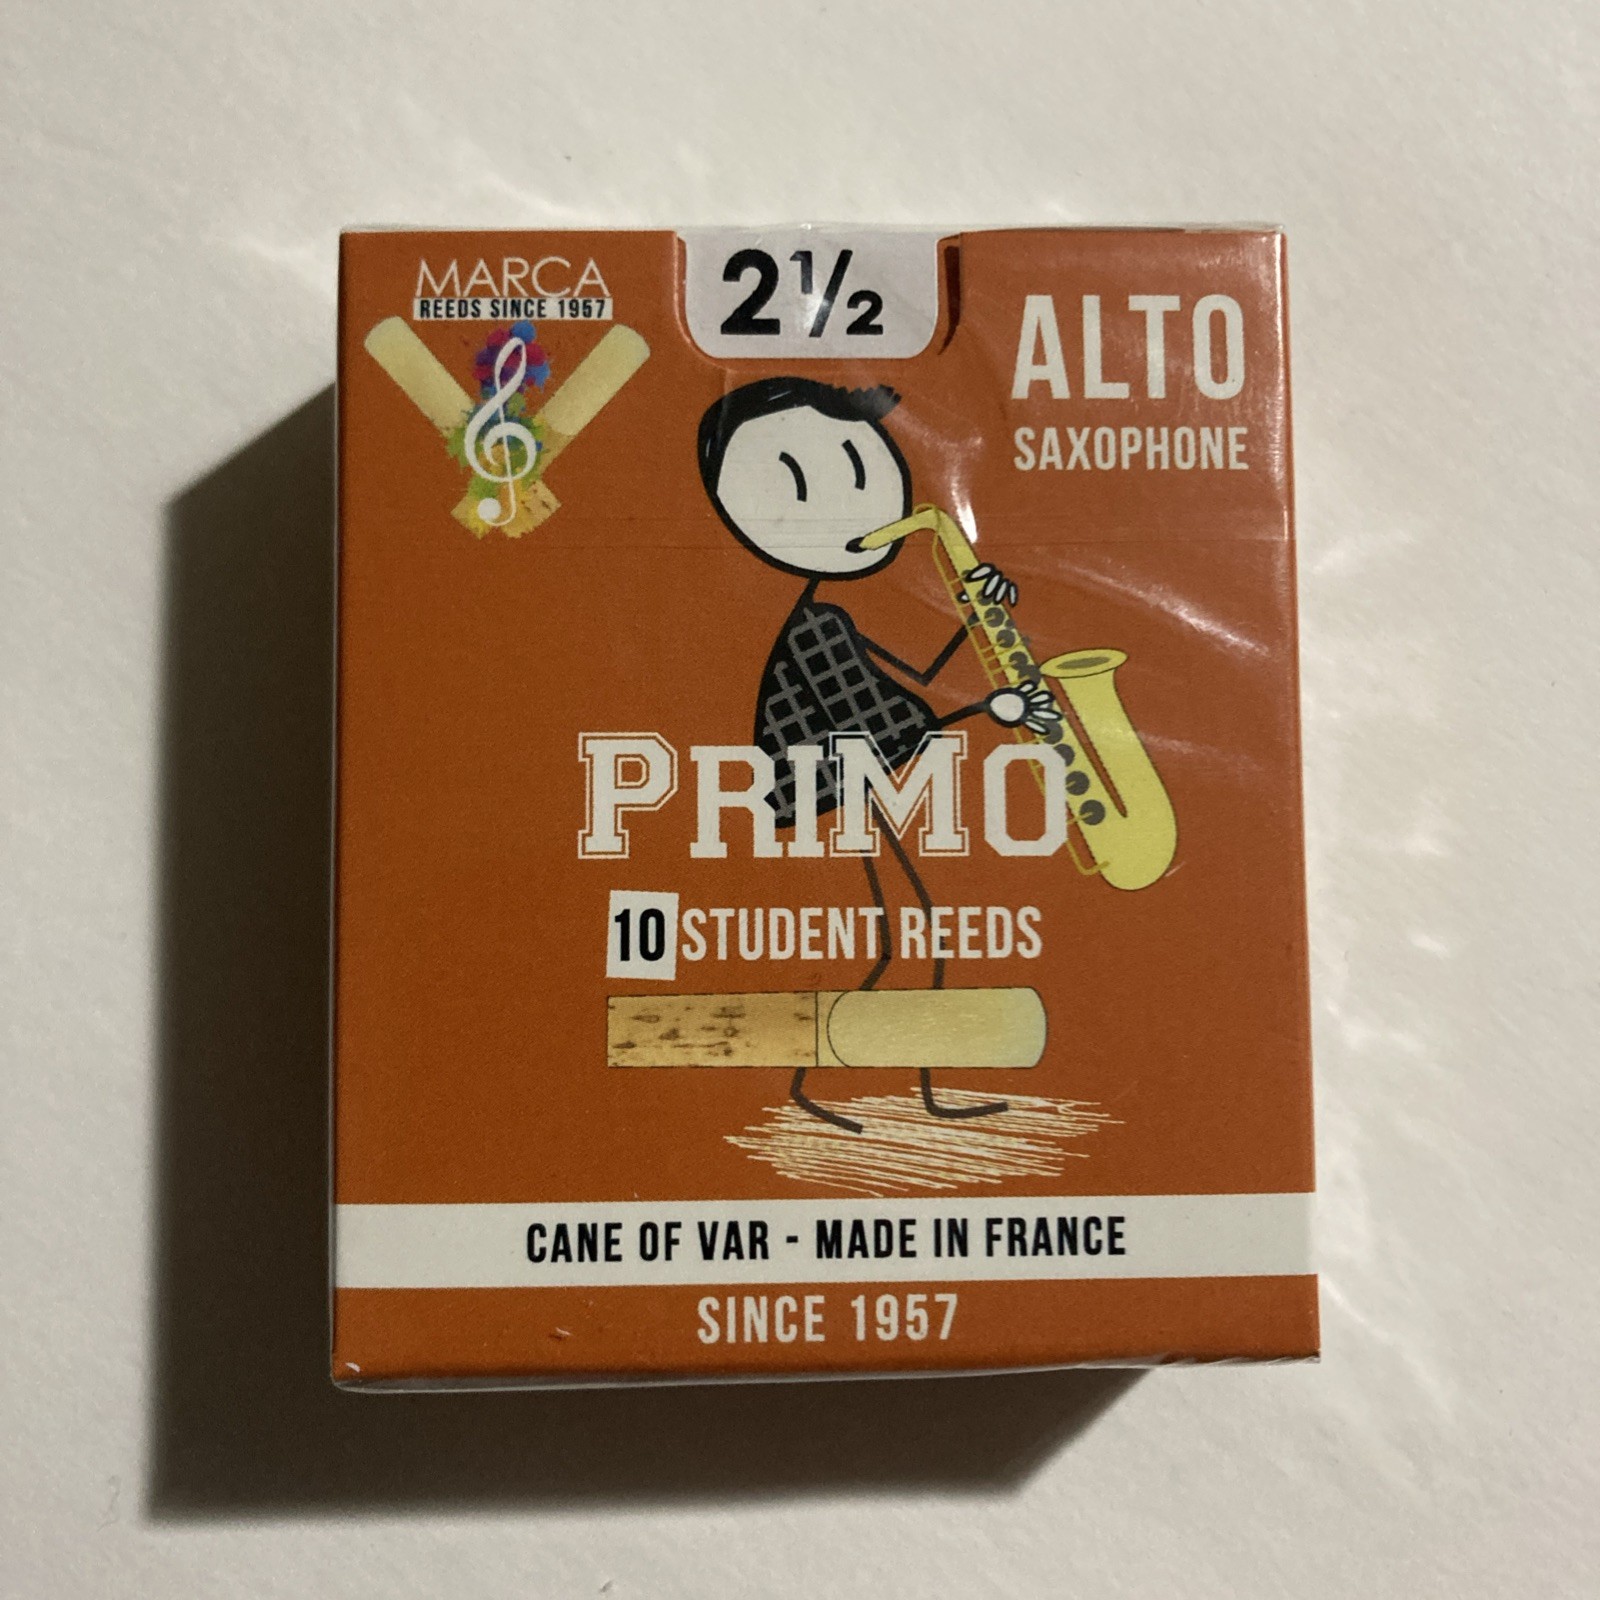 MARCA
REEDS SINCE 1957
2½
ALTO
SAXOPHONE
PRIMO
10 STUDENT REEDS
CANE OF VAR - MADE IN FRANCE
SINCE 1957